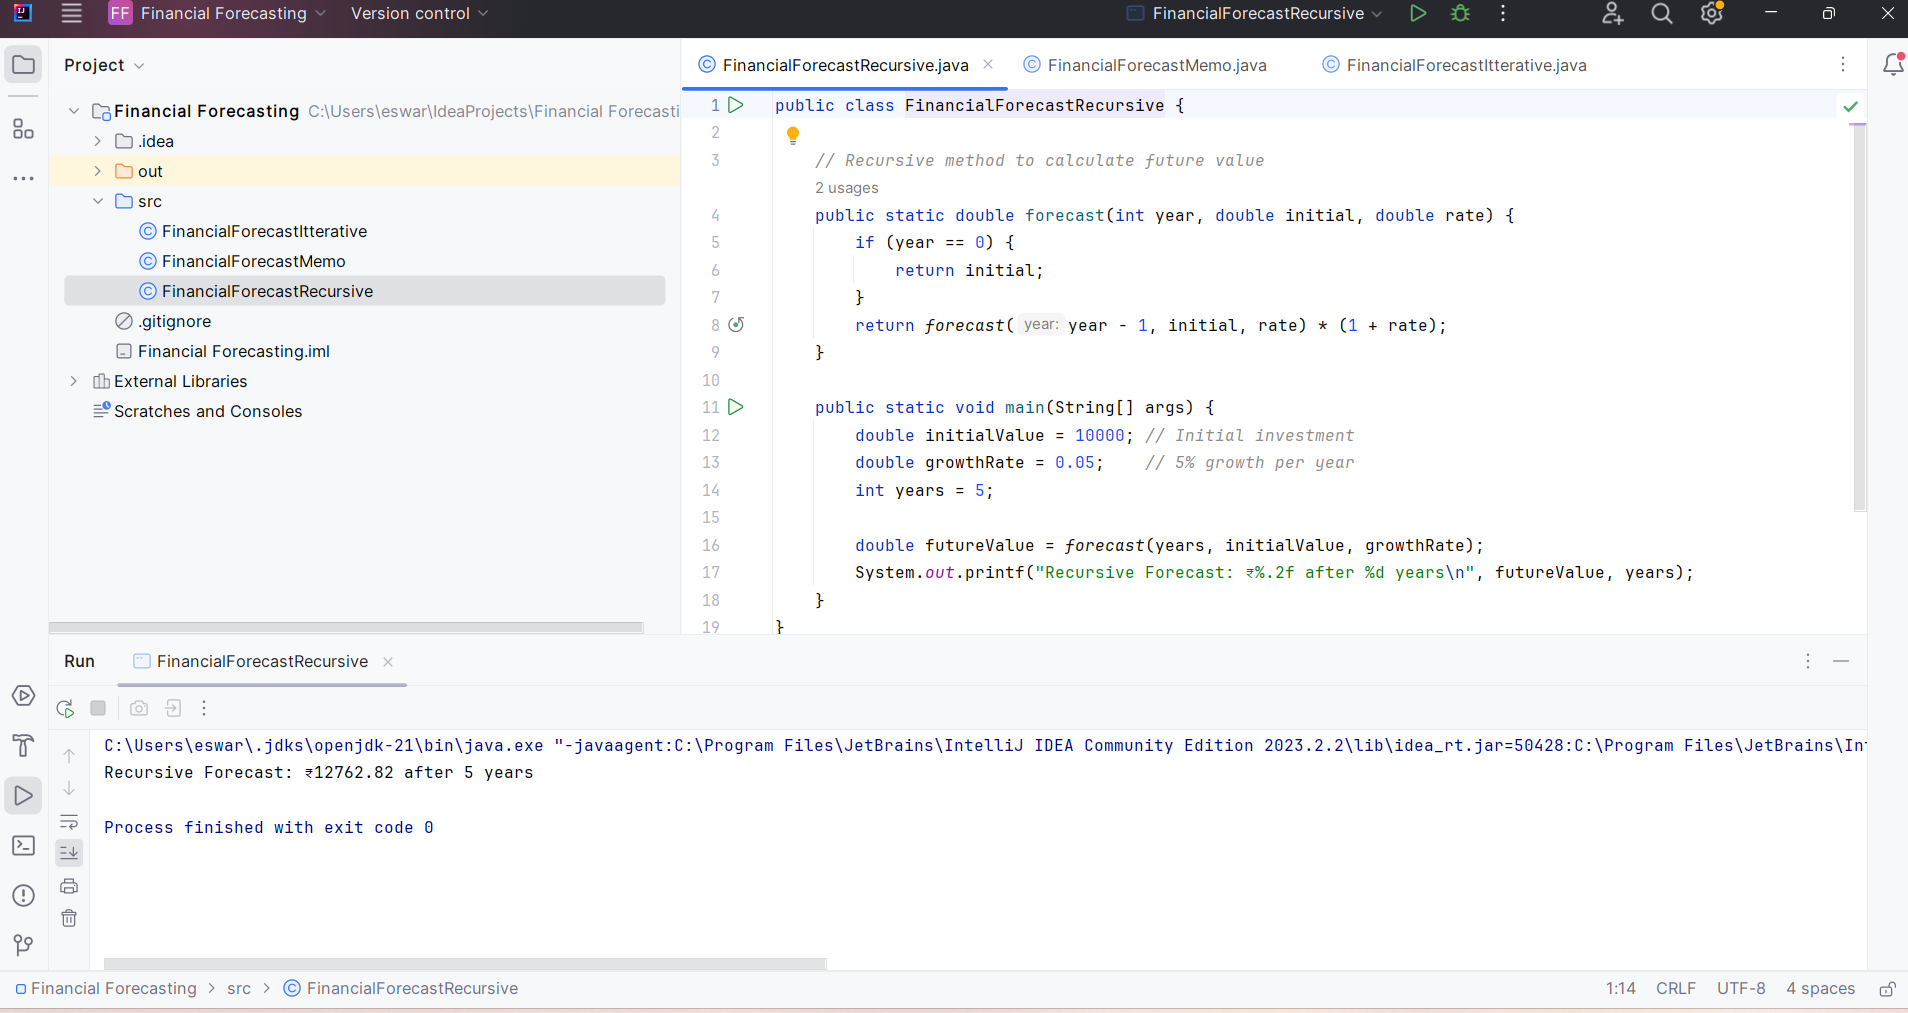 FF Financial Forecasting Version control FinancialForecastRecursive
Project
Financial Forecasting C:\Users\eswar\IdeaProjects\Financial Forecasti
.idea
out
src
FinancialForecastItterative
FinancialForecastMemo
FinancialForecastRecursive
.gitignore
Financial Forecasting.iml
External Libraries
Scratches and Consoles
FinancialForecastRecursive.java FinancialForecastMemo.java FinancialForecastItterative.java
1 public class FinancialForecastRecursive {
2
3 // Recursive method to calculate future value
2 usages
4 public static double forecast(int year, double initial, double rate) {
5 if (year == 0) {
6 return initial;
7 }
8 return forecast( year: year - 1, initial, rate) * (1 + rate);
9 }
10
11 public static void main(String[] args) {
12 double initialValue = 10000; // Initial investment
13 double growthRate = 0.05; // 5% growth per year
14 int years = 5;
15
16 double futureValue = forecast(years, initialValue, growthRate);
17 System.out.printf("Recursive Forecast: ₹%.2f after %d years\n", futureValue, years);
18 }
19 }
Run FinancialForecastRecursive
C:\Users\eswar\.jdks\openjdk-21\bin\java.exe "-javaagent:C:\Program Files\JetBrains\IntelliJ IDEA Community Edition 2023.2.2\lib\idea_rt.jar=50428:C:\Program Files\JetBrains\Int
Recursive Forecast: ₹12762.82 after 5 years
Process finished with exit code 0
Financial Forecasting > src > FinancialForecastRecursive 1:14 CRLF UTF-8 4 spaces